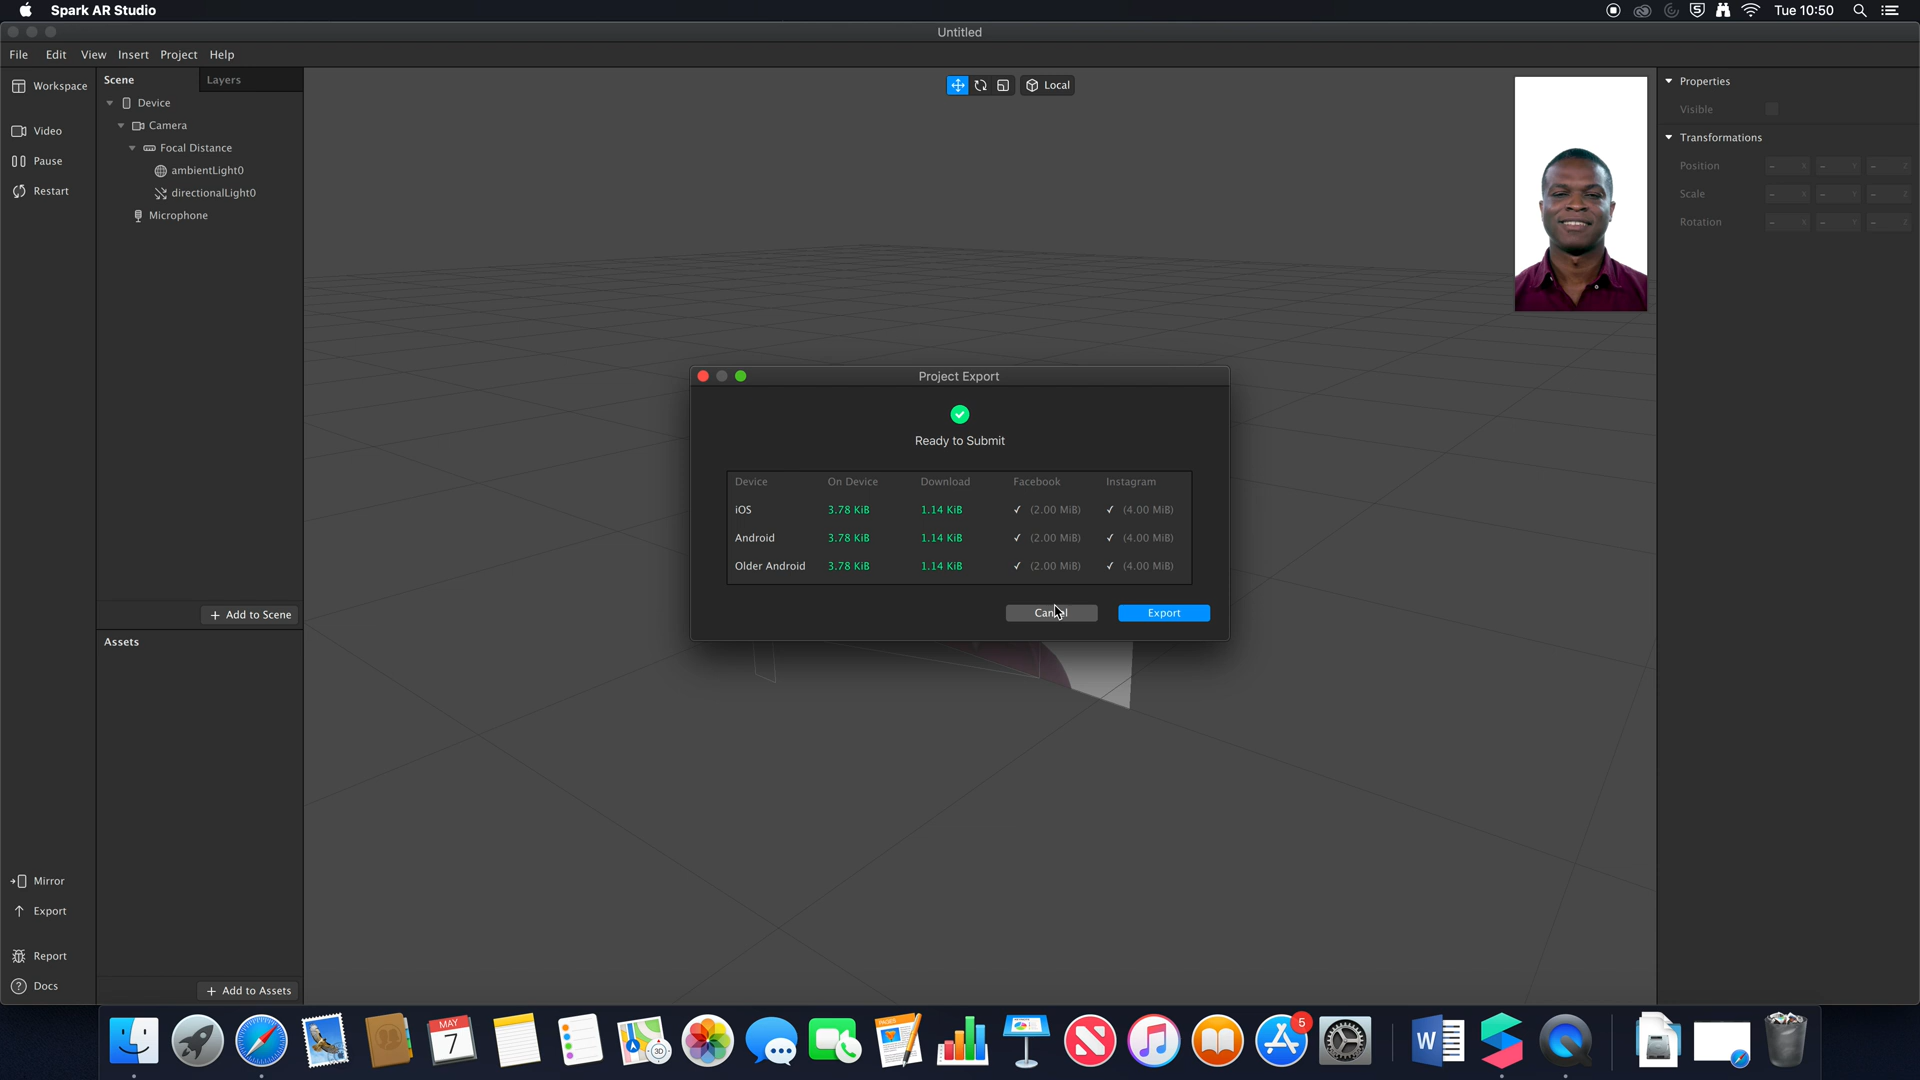 Spark AR Studio
Tue 10:50
Untitled
File Edit View Insert Project Help
Workspace
Video
Pause
Restart
Scene Layers
Device
Camera
Focal Distance
ambientLight0
directionalLight0
Microphone
+ Add to Scene
Assets
+ Add to Assets
Mirror
Export
Report
? Docs
Local
Properties
Visible
Transformations
Position - X - Y - Z
Scale - X - Y - Z
Rotation - X - Y - Z
Project Export
Ready to Submit
Device On Device Download Facebook Instagram
iOS 3.78 KiB 1.14 KiB ✓ (2.00 MiB) ✓ (4.00 MiB)
Android 3.78 KiB 1.14 KiB ✓ (2.00 MiB) ✓ (4.00 MiB)
Older Android 3.78 KiB 1.14 KiB ✓ (2.00 MiB) ✓ (4.00 MiB)
Cancel Export
MAY
7
3D
PAGES
5
W